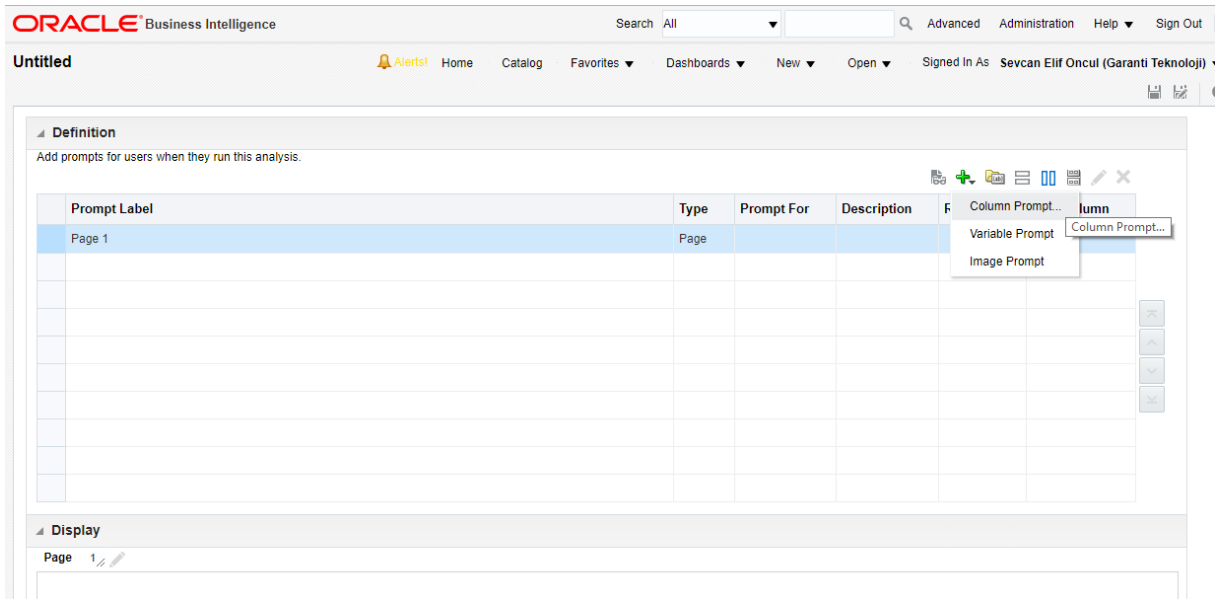 ORACLE Business Intelligence Search All Advanced Administration Help Sign Out
Untitled Alerts! Home Catalog Favorites Dashboards New Open Signed In As Sevcan Elif Oncul (Garanti Teknoloji)
Definition
Add prompts for users when they run this analysis.
Prompt Label Type Prompt For Description R Column Prompt... lumn
Column Prompt...
Page 1 Page Variable Prompt
Image Prompt
Display
Page 1